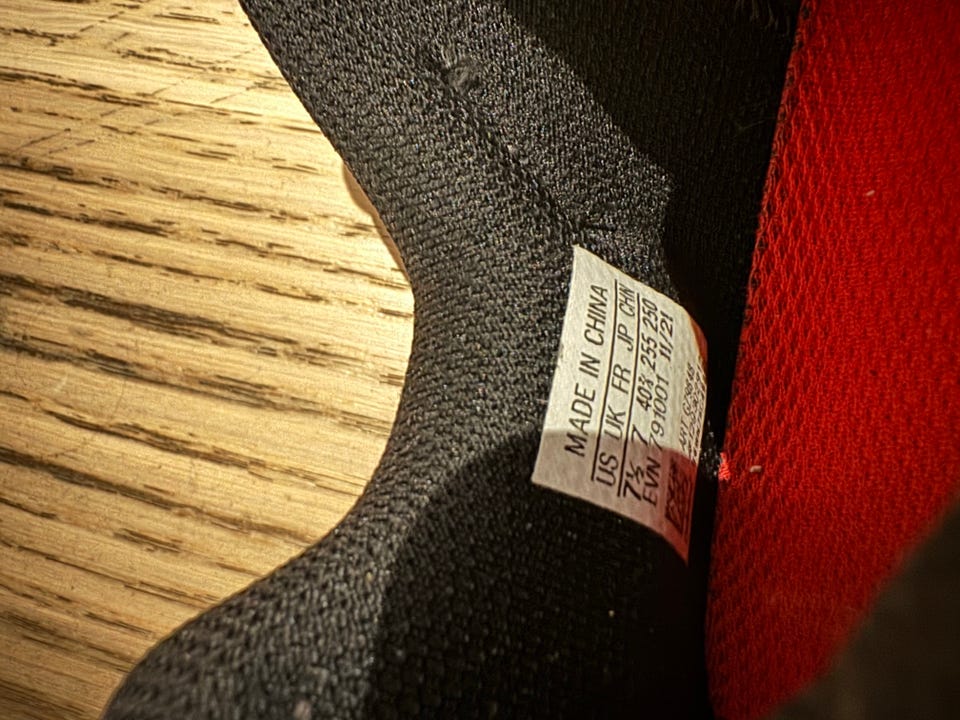 MADE IN CHINA
US UK FR JP CHN
7½ 7 40⅔ 255 250
EVN 791001 11/21